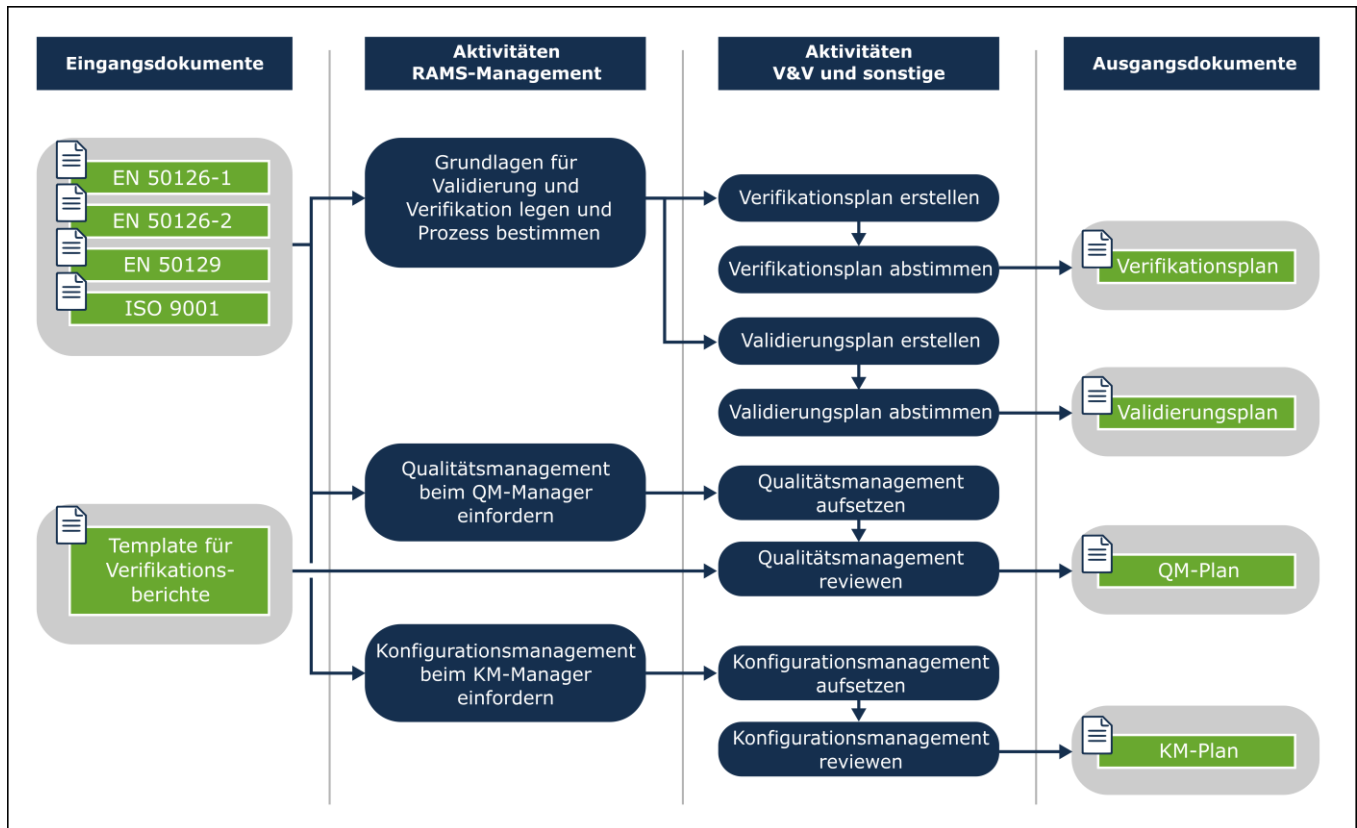 Eingangsdokumente
Aktivitäten
RAMS-Management
Aktivitäten
V&V und sonstige
Ausgangsdokumente
EN 50126-1
EN 50126-2
EN 50129
ISO 9001
Template für
Verifikations-
berichte
Grundlagen für
Validierung und
Verifikation legen und
Prozess bestimmen
Qualitätsmanagement
beim QM-Manager
einfordern
Konfigurationsmanagement
beim KM-Manager
einfordern
Verifikationsplan erstellen
Verifikationsplan abstimmen
Validierungsplan erstellen
Validierungsplan abstimmen
Qualitätsmanagement
aufsetzen
Qualitätsmanagement
reviewen
Konfigurationsmanagement
aufsetzen
Konfigurationsmanagement
reviewen
Verifikationsplan
Validierungsplan
QM-Plan
KM-Plan